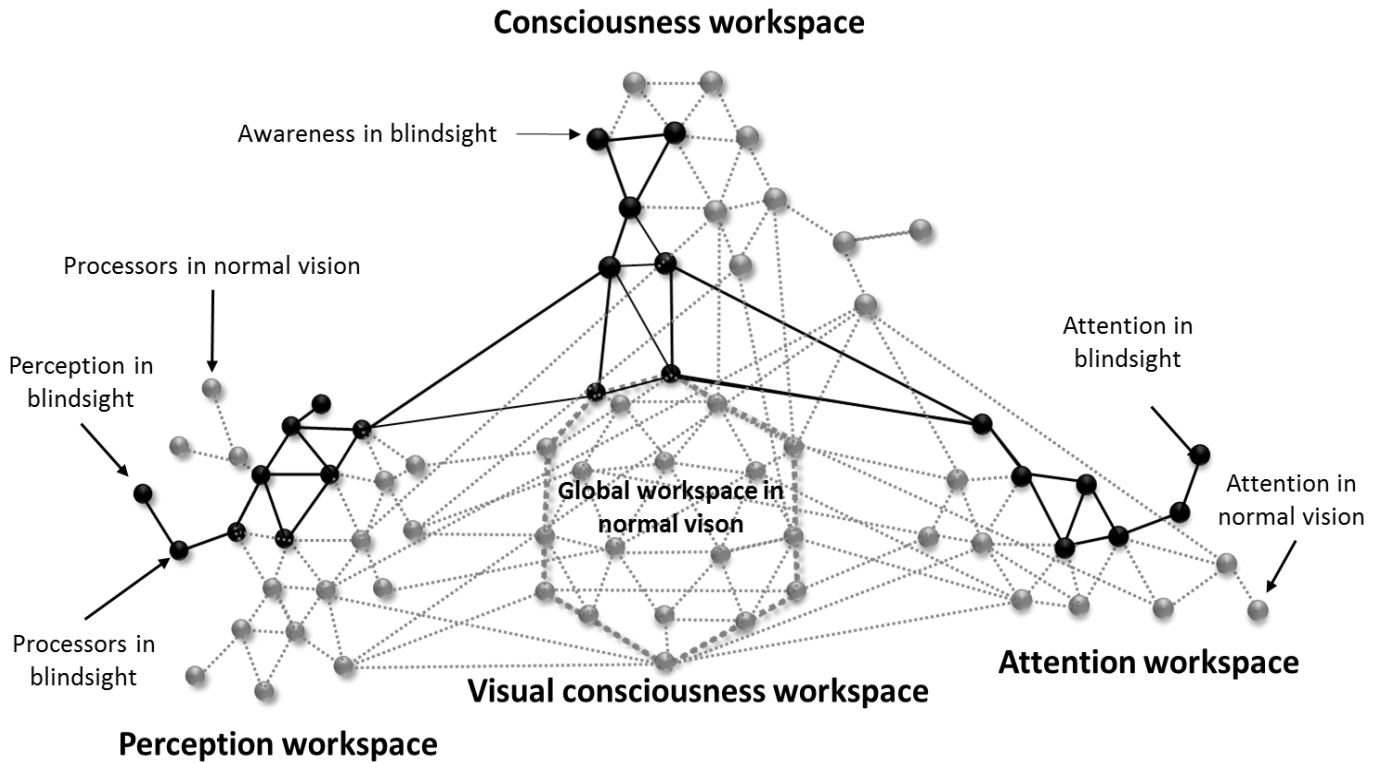 Consciousness workspace
Awareness in blindsight
Processors in normal vision
Attention in
blindsight
Perception in
blindsight
Global workspace in
normal vison
Attention in
normal vision
Processors in
blindsight
Attention workspace
Visual consciousness workspace
Perception workspace